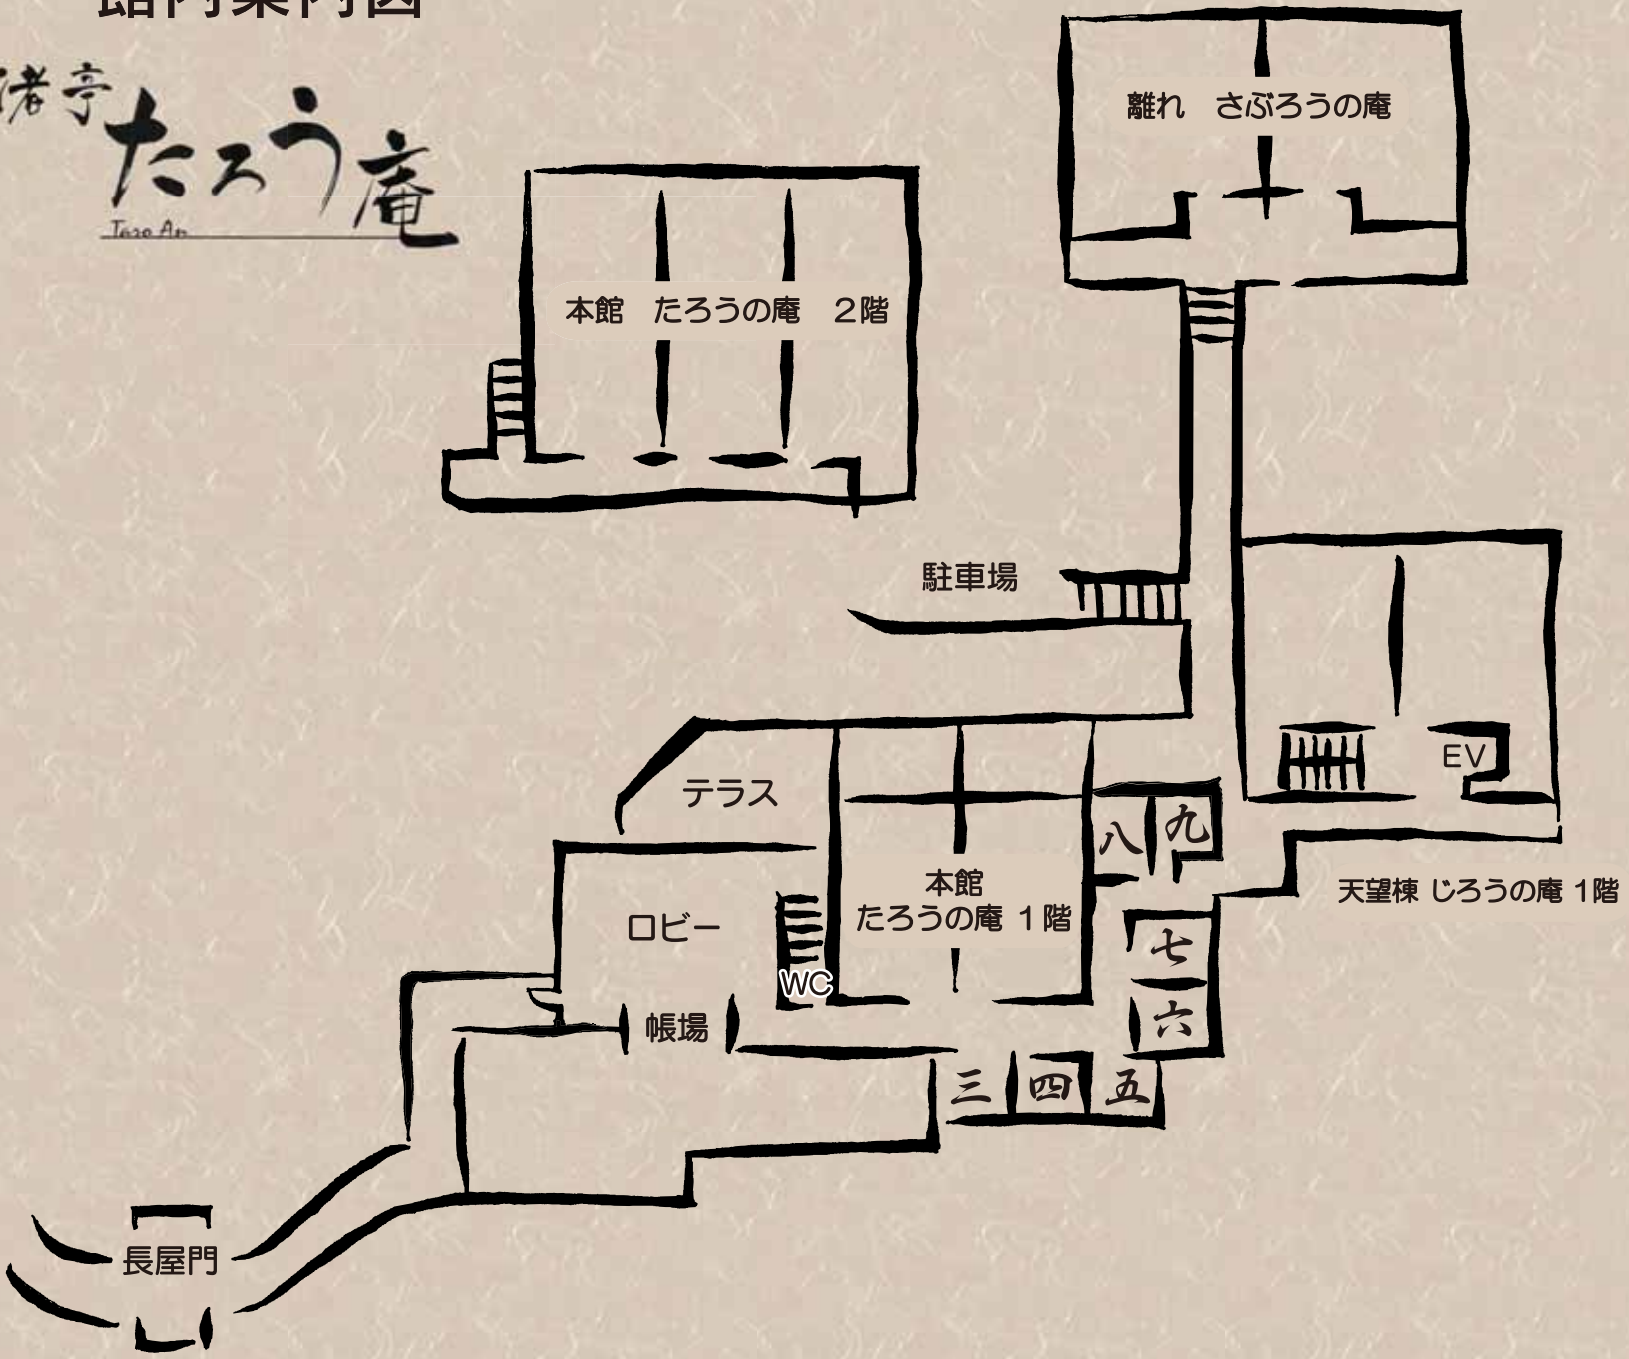 館内案内図
渚亭
たろう庵
Taro An
離れ　さぶろうの庵
本館　たろうの庵　２階
駐車場
EV
テラス
八
九
本館
たろうの庵 １階
天望棟 じろうの庵 1階
ロビー
七
WC
六
帳場
三
四
五
長屋門